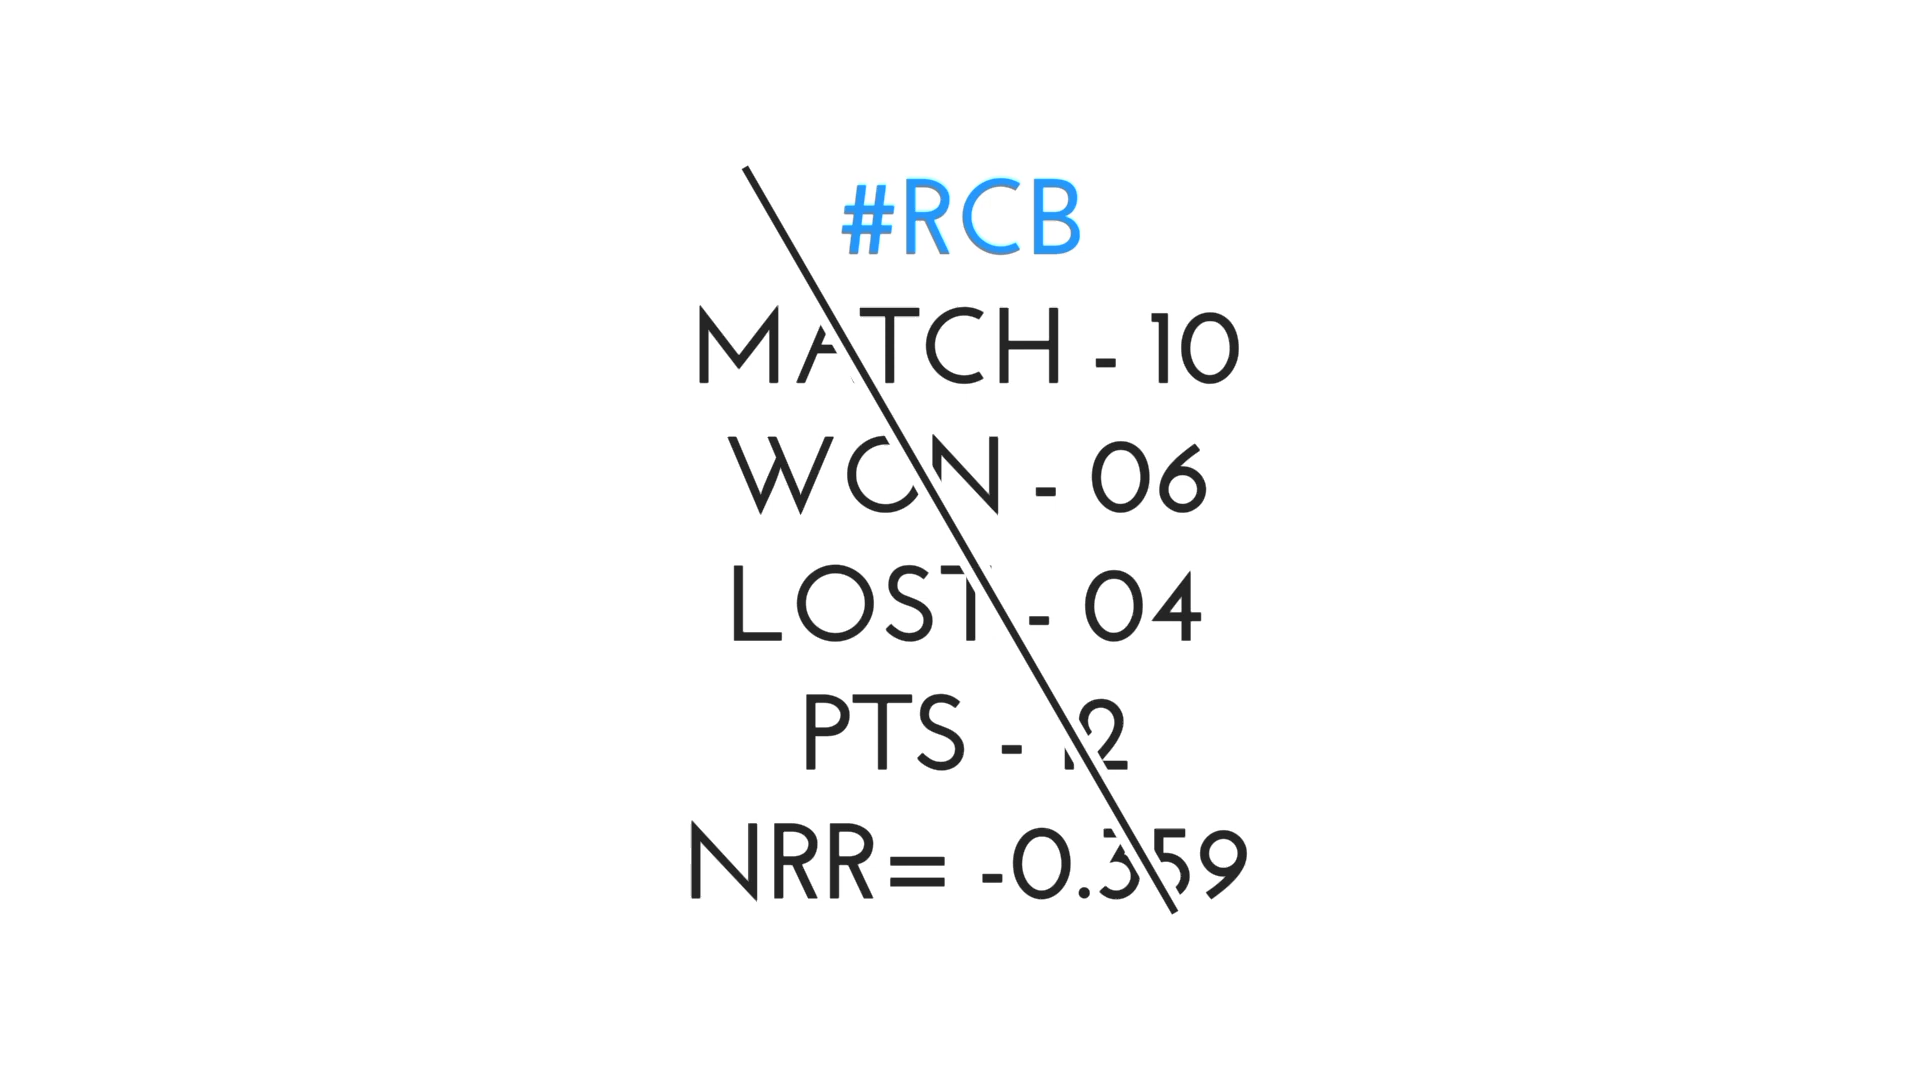 #RCB
MATCH - 10
WON - 06
LOST - 04
PTS - 12
NRR= -0.359